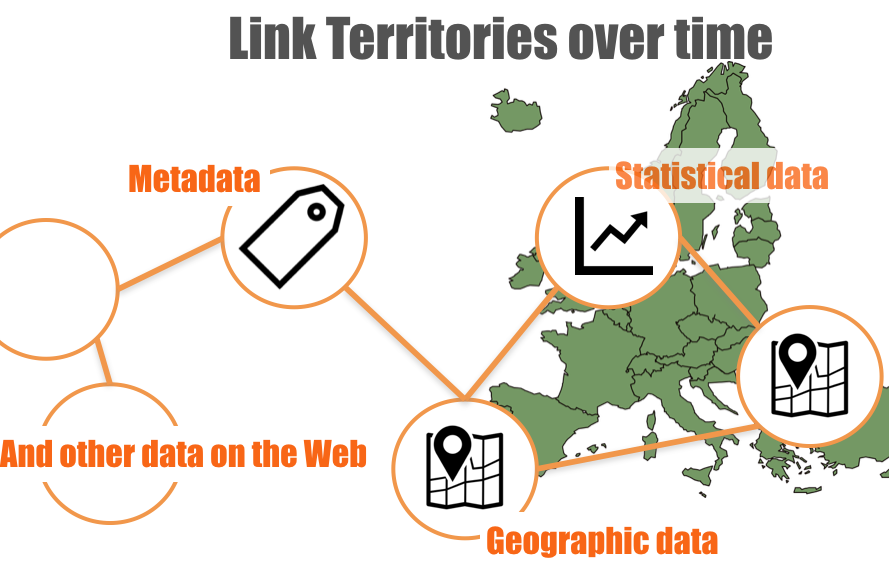 Link Territories over time
Metadata
Statistical data
And other data on the Web
Geographic data